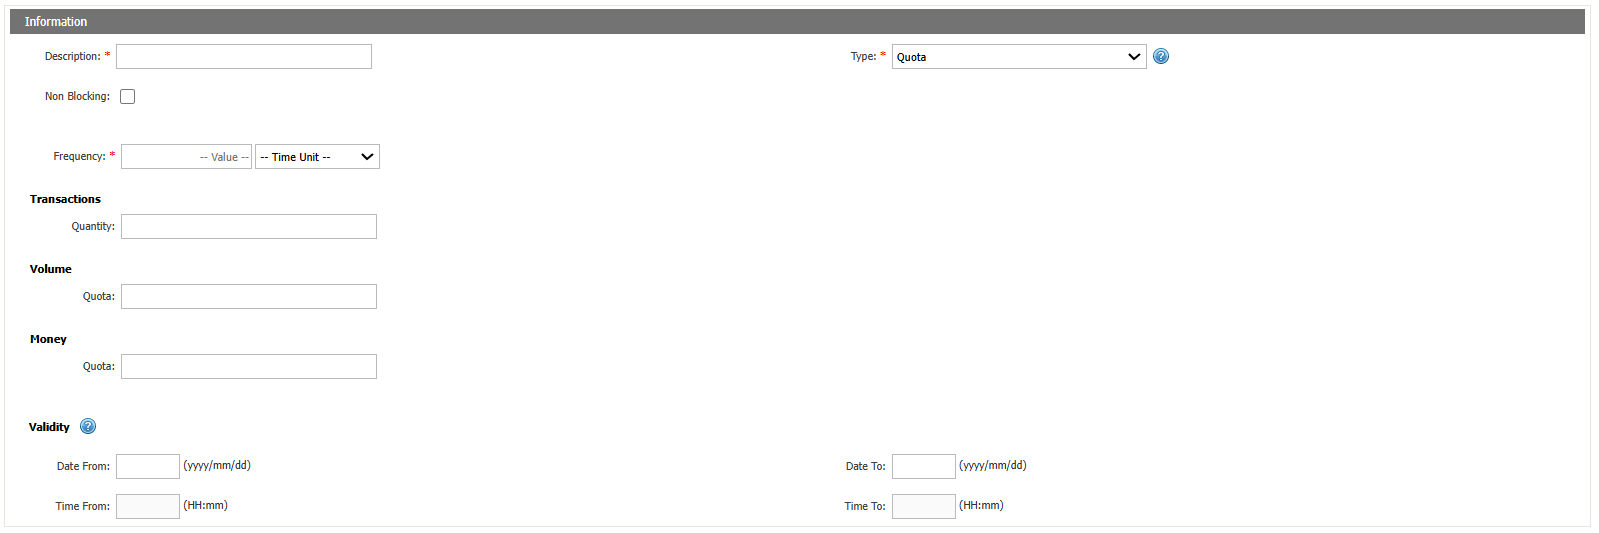 Information
Description: * Type: * Quota ?
Non Blocking:
Frequency: * -- Value -- -- Time Unit --
Transactions
Quantity:
Volume
Quota:
Money
Quota:
Validity ?
Date From: (yyyy/mm/dd) Date To: (yyyy/mm/dd)
Time From: (HH:mm) Time To: (HH:mm)